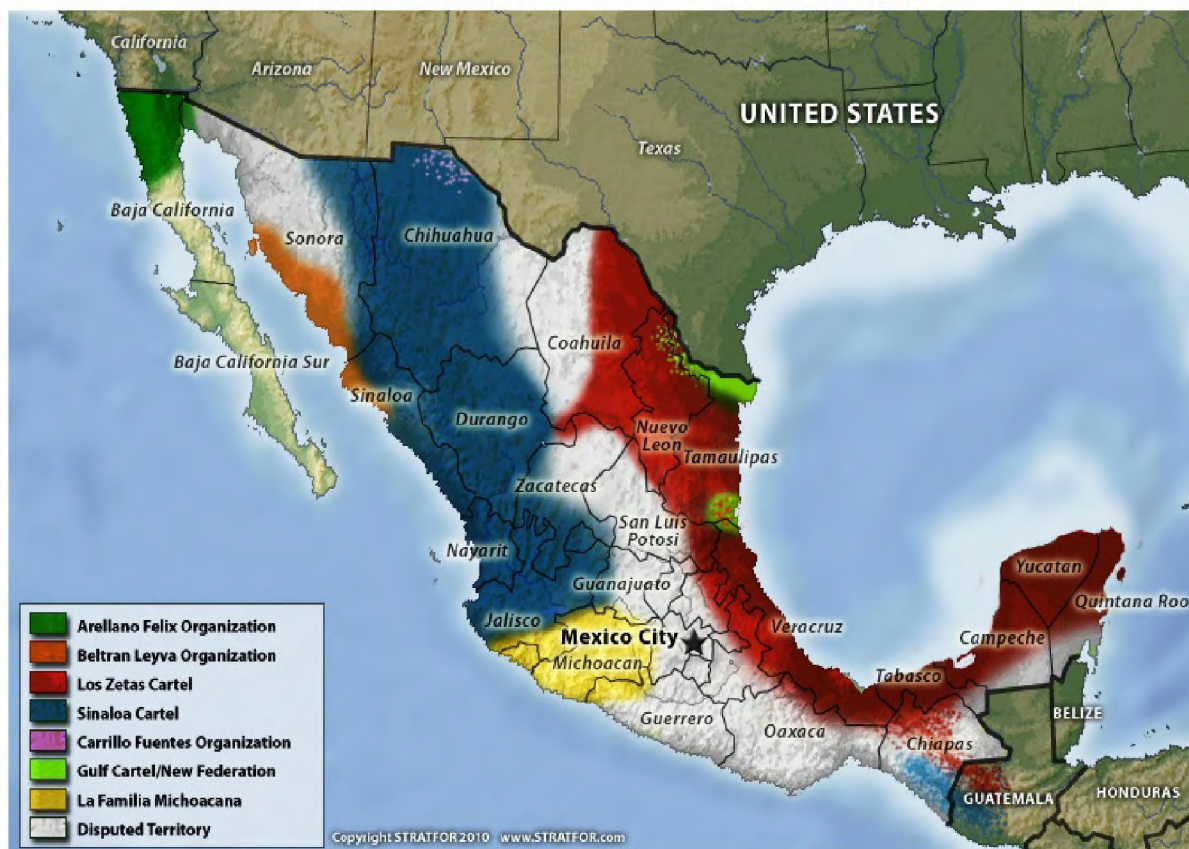 California
Arizona
New Mexico
UNITED STATES
Texas
Baja California
Sonora
Chihuahua
Coahuila
Baja California Sur
Sinaloa
Durango
Nuevo
Leon
Tamaulipas
Zacatecas
San Luis
Potosi
Nayarit
Guanajuato
Yucatan
Quintana Roo
Jalisco
Mexico City
Veracruz
Campeche
Michoacan
Tabasco
Guerrero
Oaxaca
BELIZE
Chiapas
GUATEMALA
HONDURAS
Arellano Felix Organization
Beltran Leyva Organization
Los Zetas Cartel
Sinaloa Cartel
Carrillo Fuentes Organization
Gulf Cartel/New Federation
La Familia Michoacana
Disputed Territory
Copyright STRATFOR 2010 www.STRATFOR.com